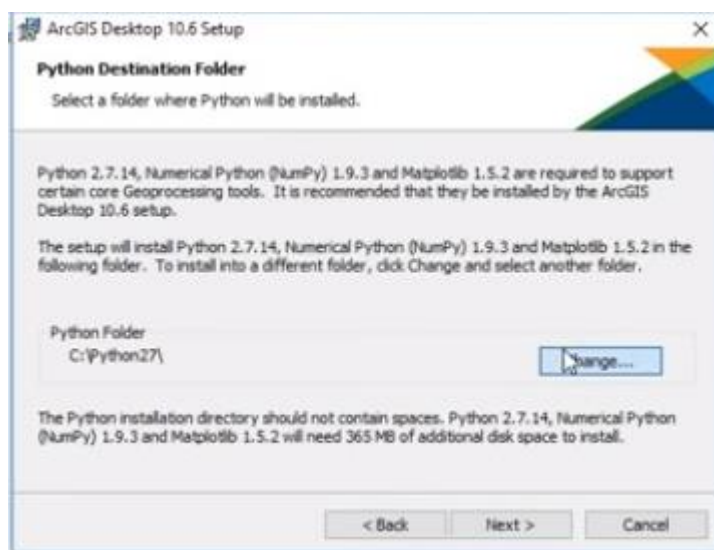 ArcGIS Desktop 10.6 Setup
Python Destination Folder
Select a folder where Python will be installed.
Python 2.7.14, Numerical Python (NumPy) 1.9.3 and Matplotlib 1.5.2 are required to support
certain core Geoprocessing tools. It is recommended that they be installed by the ArcGIS
Desktop 10.6 setup.
The setup will install Python 2.7.14, Numerical Python (NumPy) 1.9.3 and Matplotlib 1.5.2 in the
following folder. To install into a different folder, click Change and select another folder.
Python Folder
C:\Python27\
Change...
The Python installation directory should not contain spaces. Python 2.7.14, Numerical Python
(NumPy) 1.9.3 and Matplotlib 1.5.2 will need 365 MB of additional disk space to install.
< Back
Next >
Cancel